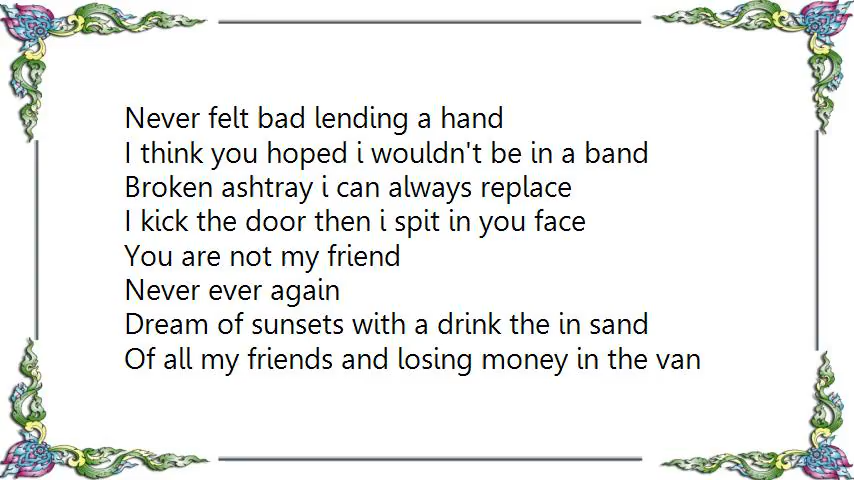 Never felt bad lending a hand
I think you hoped i wouldn't be in a band
Broken ashtray i can always replace
I kick the door then i spit in you face
You are not my friend
Never ever again
Dream of sunsets with a drink the in sand
Of all my friends and losing money in the van